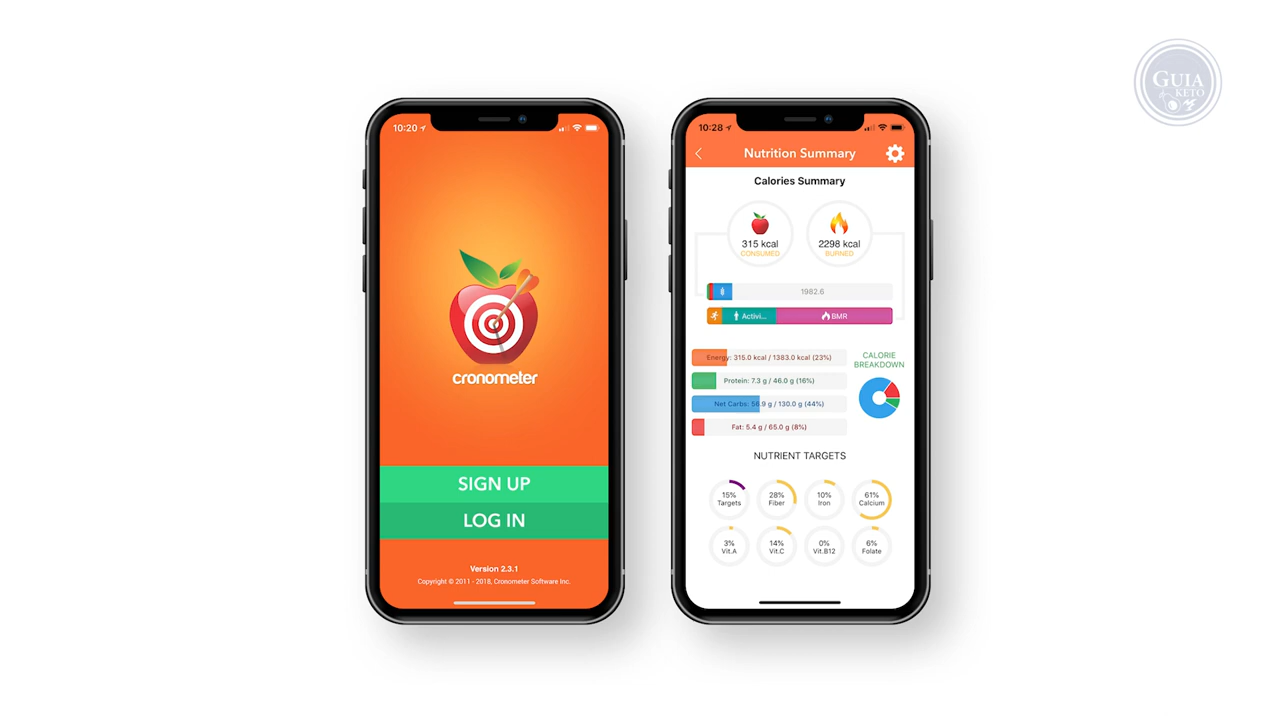 GUIA
KETO
10:20
cronometer
SIGN UP
LOG IN
Version 2.3.1
Copyright © 2011 - 2018, Cronometer Software Inc.
10:28
Nutrition Summary
Calories Summary
315 kcal
CONSUMED
2298 kcal
BURNED
1982.6
Activi...
BMR
Energy: 315.0 kcal / 1383.0 kcal (23%)
Protein: 7.3 g / 46.0 g (16%)
Net Carbs: 56.9 g / 130.0 g (44%)
Fat: 5.4 g / 65.0 g (8%)
CALORIE
BREAKDOWN
NUTRIENT TARGETS
15%
Targets
28%
Fiber
10%
Iron
61%
Calcium
3%
Vit.A
14%
Vit.C
0%
Vit.B12
6%
Folate